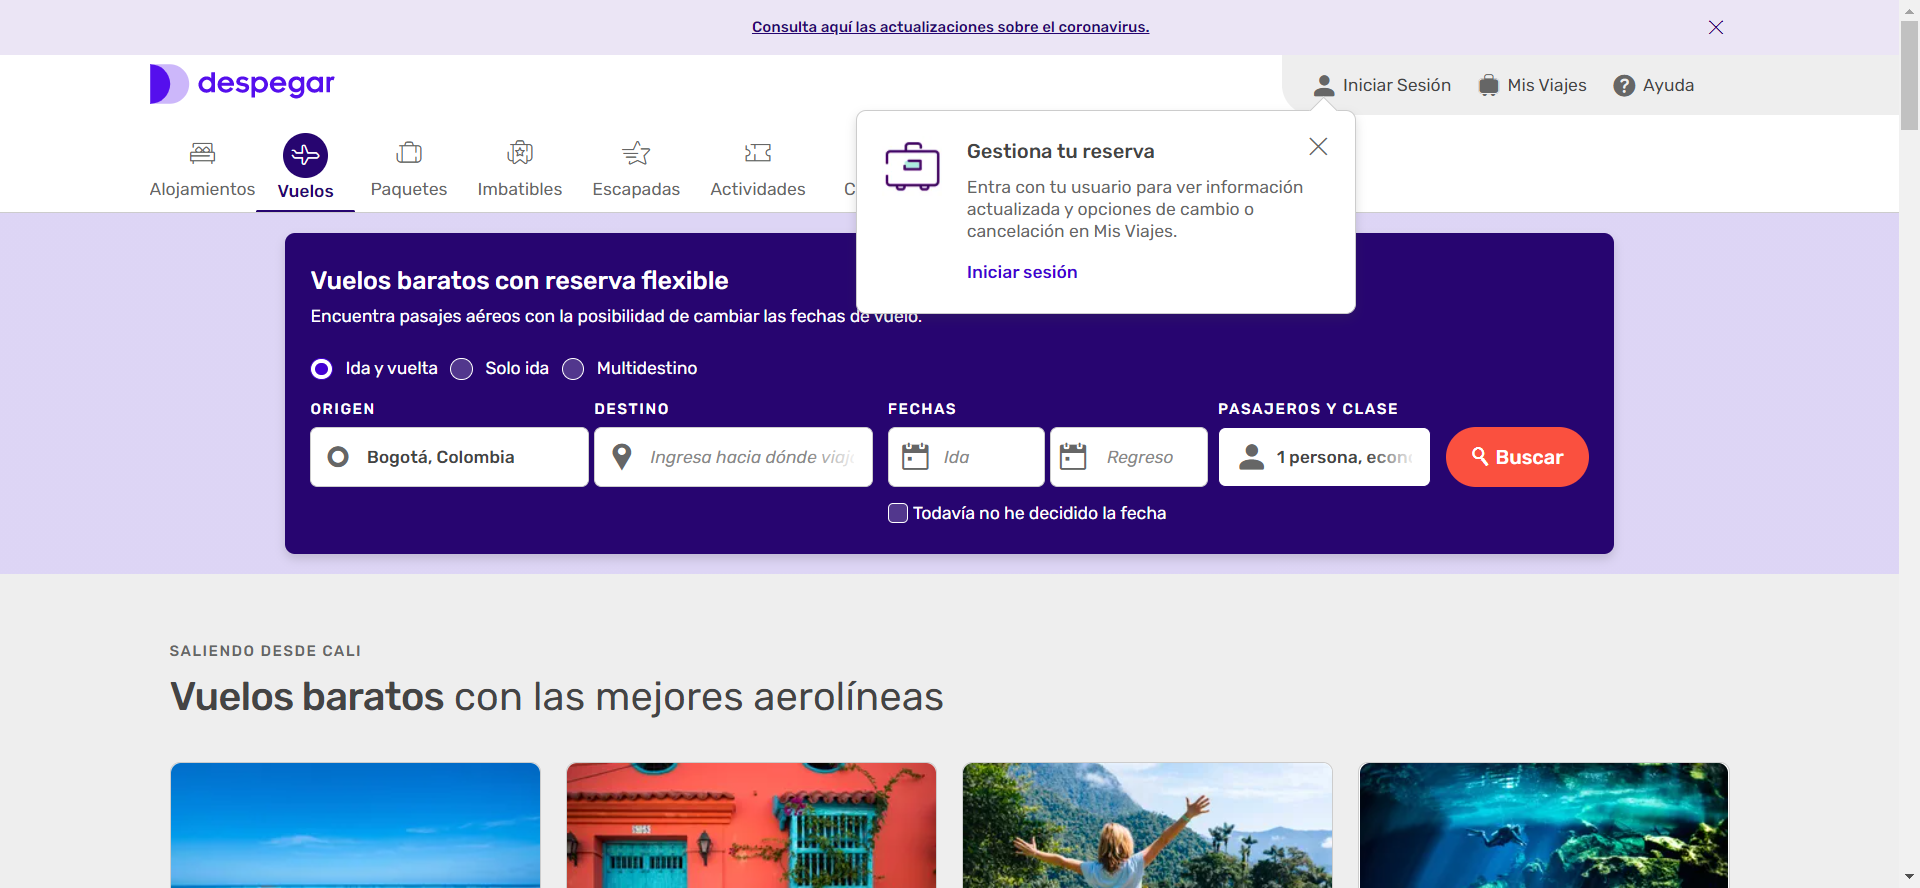 Consulta aquí las actualizaciones sobre el coronavirus.
despegar
Iniciar Sesión
Mis Viajes
Ayuda
Alojamientos
Vuelos
Paquetes
Imbatibles
Escapadas
Actividades
C
Gestiona tu reserva
Entra con tu usuario para ver información
actualizada y opciones de cambio o
cancelación en Mis Viajes.
Iniciar sesión
Vuelos baratos con reserva flexible
Encuentra pasajes aéreos con la posibilidad de cambiar las fechas de vuelo.
Ida y vuelta
Solo ida
Multidestino
ORIGEN
DESTINO
FECHAS
PASAJEROS Y CLASE
Bogotá, Colombia
Ingresa hacia dónde viaj
Ida
Regreso
1 persona, econ
Buscar
Todavía no he decidido la fecha
SALIENDO DESDE CALI
Vuelos baratos con las mejores aerolíneas